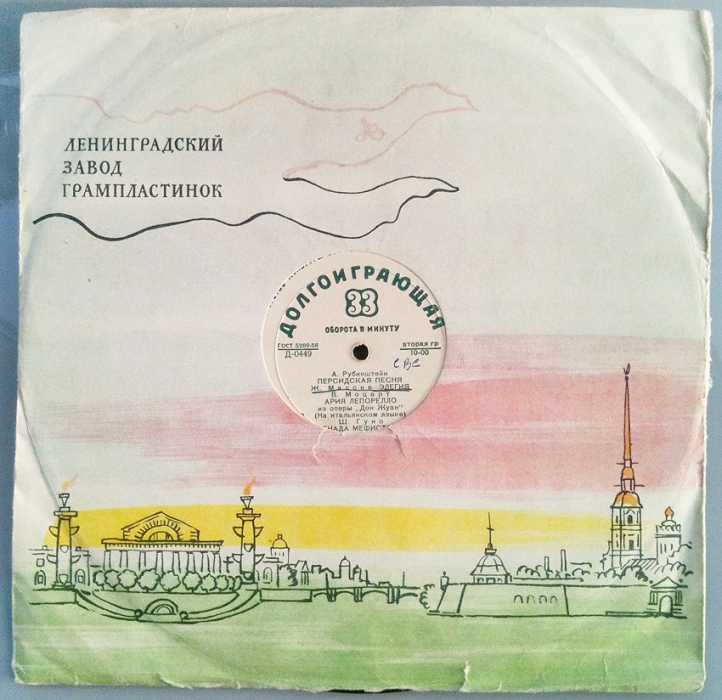 ЛЕНИНГРАДСКИЙ
ЗАВОД
ГРАМПЛАСТИНОК
ДОЛГОИГРАЮЩАЯ
33
ОБОРОТА В МИНУТУ
ГОСТ 5289-56
Д-0449
вторая гр
10-00
А. Рубинштейн
ПЕРСИДСКАЯ ПЕСНЯ
Ж. Массне ЭЛЕГИЯ
В. Моцарт
АРИЯ ЛЕПОРЕЛЛО
из оперы „Дон Жуан"
(На итальянском языке)
Ш. Гуно